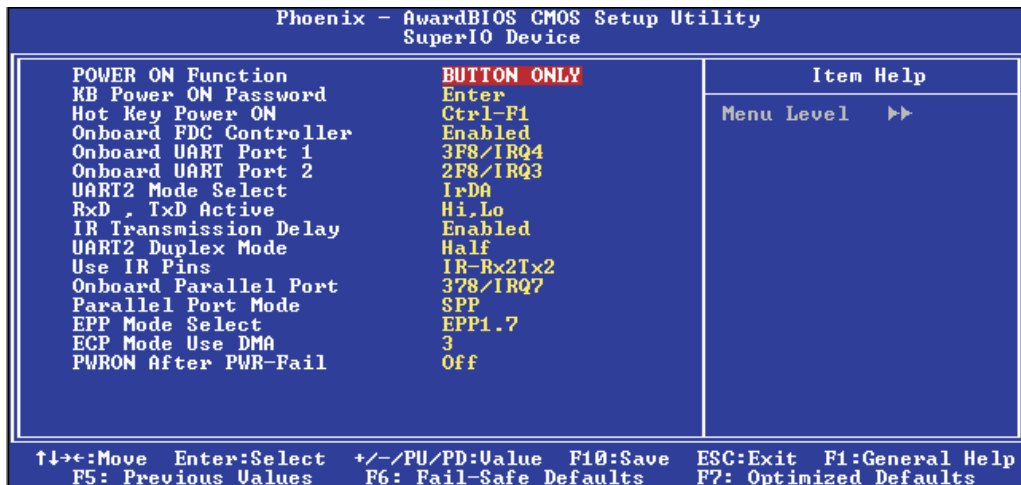 Phoenix - AwardBIOS CMOS Setup Utility
SuperIO Device
POWER ON Function BUTTON ONLY
KB Power ON Password Enter
Hot Key Power ON Ctrl-F1
Onboard FDC Controller Enabled
Onboard UART Port 1 3F8/IRQ4
Onboard UART Port 2 2F8/IRQ3
UART2 Mode Select IrDA
RxD , TxD Active Hi,Lo
IR Transmission Delay Enabled
UART2 Duplex Mode Half
Use IR Pins IR-Rx2Tx2
Onboard Parallel Port 378/IRQ7
Parallel Port Mode SPP
EPP Mode Select EPP1.7
ECP Mode Use DMA 3
PWRON After PWR-Fail Off
Item Help
Menu Level ►►
↑↓→←:Move Enter:Select +/-/PU/PD:Value F10:Save ESC:Exit F1:General Help
F5: Previous Values F6: Fail-Safe Defaults F7: Optimized Defaults